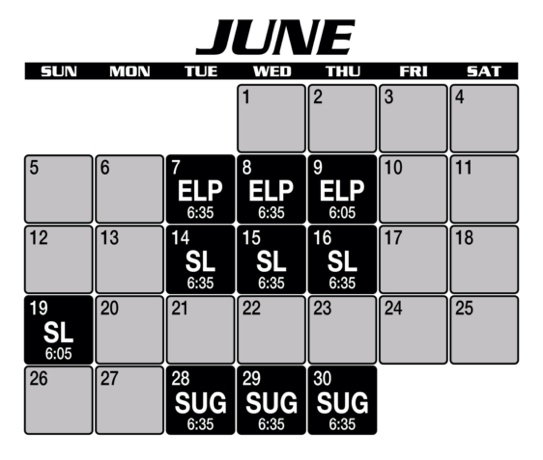 JUNE
SUN MON TUE WED THU FRI SAT
1 2 3 4
5 6 7 8 9 10 11
ELP ELP ELP
6:35 6:35 6:05
12 13 14 15 16 17 18
SL SL SL
6:35 6:35 6:35
19 20 21 22 23 24 25
SL
6:05
26 27 28 29 30
SUG SUG SUG
6:35 6:35 6:35